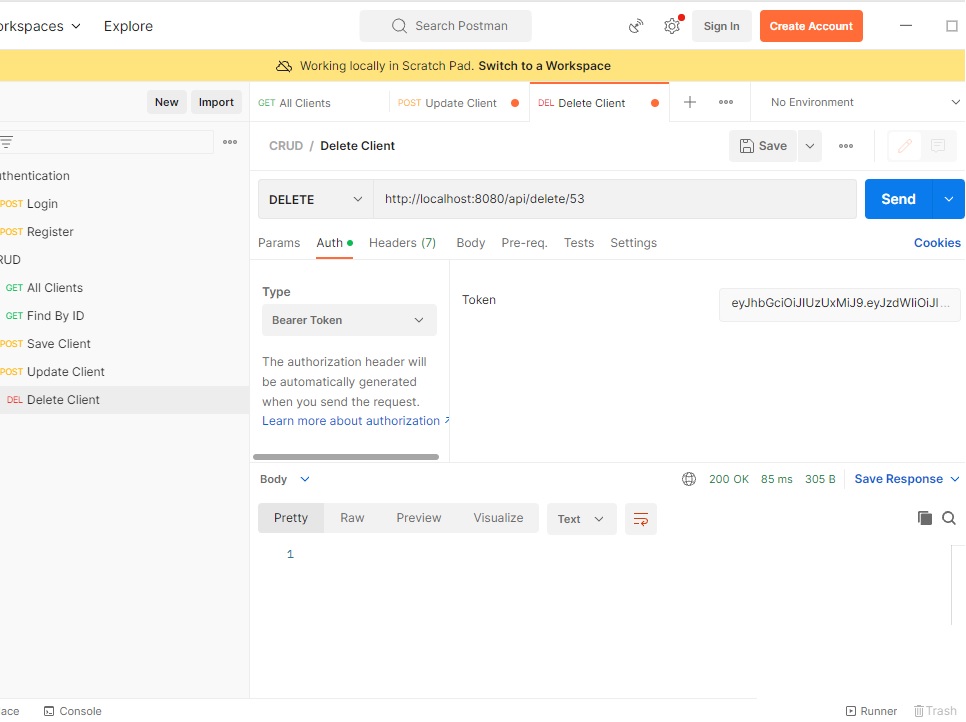 orkspaces Explore Search Postman Sign In Create Account
Working locally in Scratch Pad. Switch to a Workspace
New Import GET All Clients POST Update Client DEL Delete Client No Environment
CRUD / Delete Client Save
uthentication
POST Login
POST Register
RUD
GET All Clients
GET Find By ID
POST Save Client
POST Update Client
DEL Delete Client
DELETE http://localhost:8080/api/delete/53 Send
Params Auth Headers (7) Body Pre-req. Tests Settings Cookies
Type
Bearer Token
The authorization header will
be automatically generated
when you send the request.
Learn more about authorization ↗
Token eyJhbGciOiJIUzUxMiJ9.eyJzdWIiOiJI...
Body 200 OK 85 ms 305 B Save Response
Pretty Raw Preview Visualize Text
1
ace Console Runner Trash